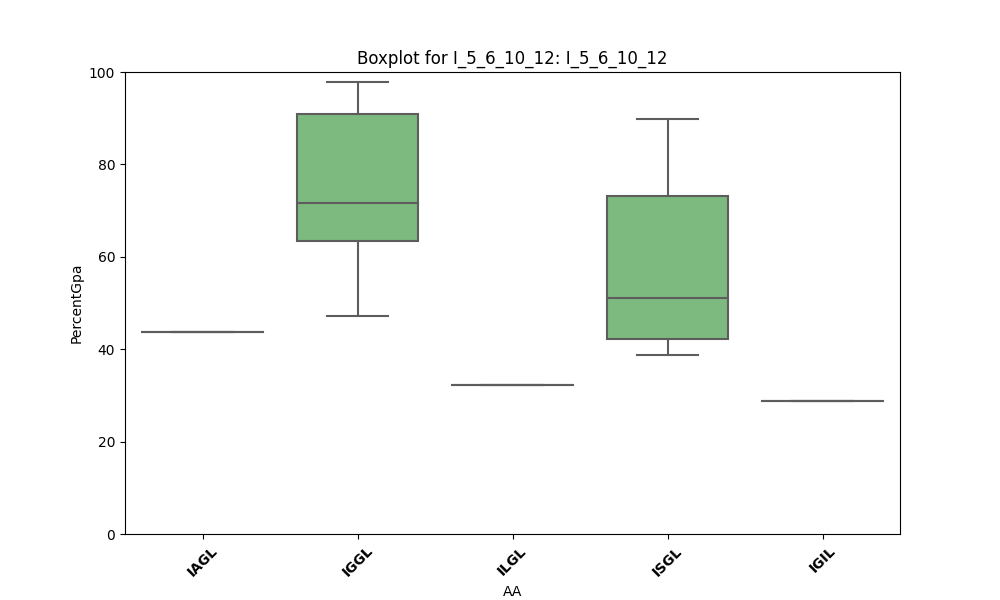 Boxplot for I_5_6_10_12: I_5_6_10_12
100
80
60
40
20
0
PercentGpa
IAGL
IGGL
ILGL
ISGL
IGIL
AA